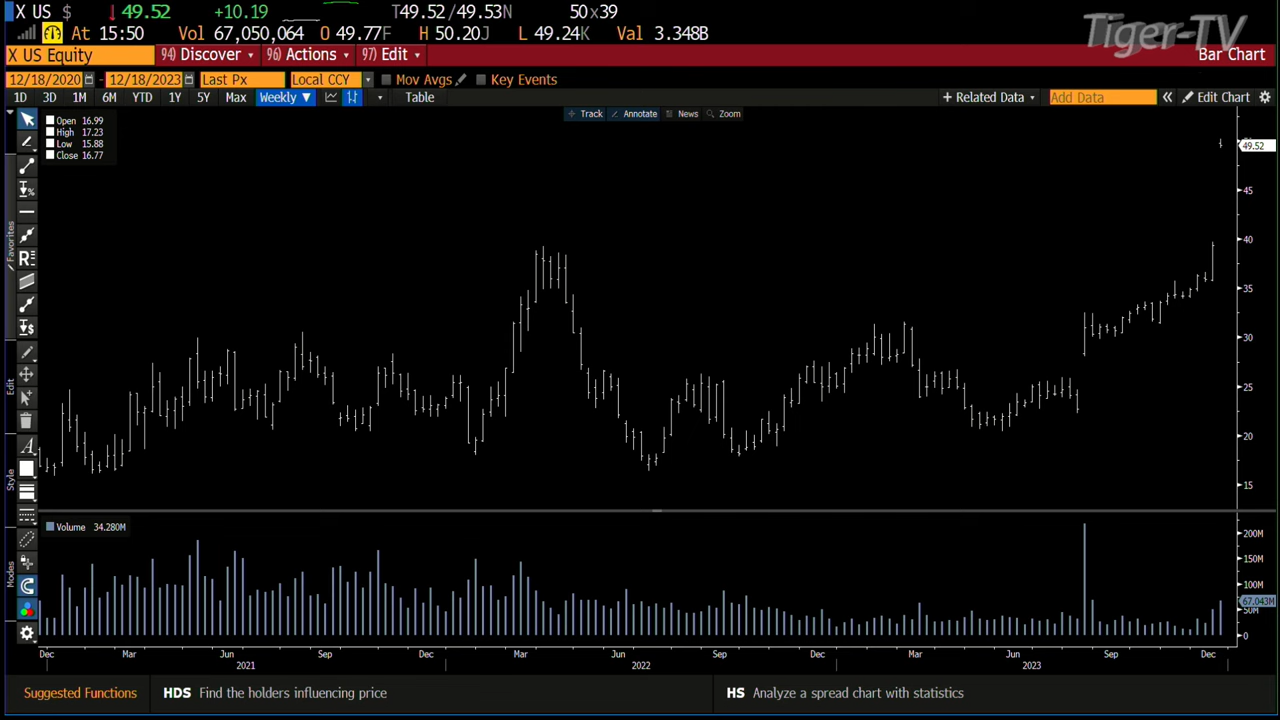 X US $ ↓49.52 +10.19 T49.52/49.53N 50x39
At 15:50 Vol 67,050,064 O 49.77F H 50.20J L 49.24K Val 3.348B
Tiger-TV
X US Equity 94) Discover 96) Actions 97) Edit Bar Chart
12/18/2020 - 12/18/2023 Last Px Local CCY Mov Avgs Key Events
1D 3D 1M 6M YTD 1Y 5Y Max Weekly ▼ Table + Related Data Add Data « Edit Chart
Track Annotate News Zoom
Open 16.99
High 17.23
Low 15.88
Close 16.77
49.52
45
40
35
30
25
20
15
Favorites
Edit
Style
Modes
Volume 34.280M
200M
150M
100M
67.043M
50M
0
Dec Mar Jun Sep Dec Mar Jun Sep Dec Mar Jun Sep Dec
2021 2022 2023
Suggested Functions HDS Find the holders influencing price HS Analyze a spread chart with statistics